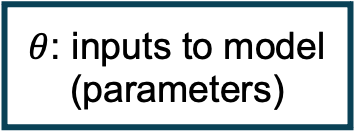 θ: inputs to model
(parameters)